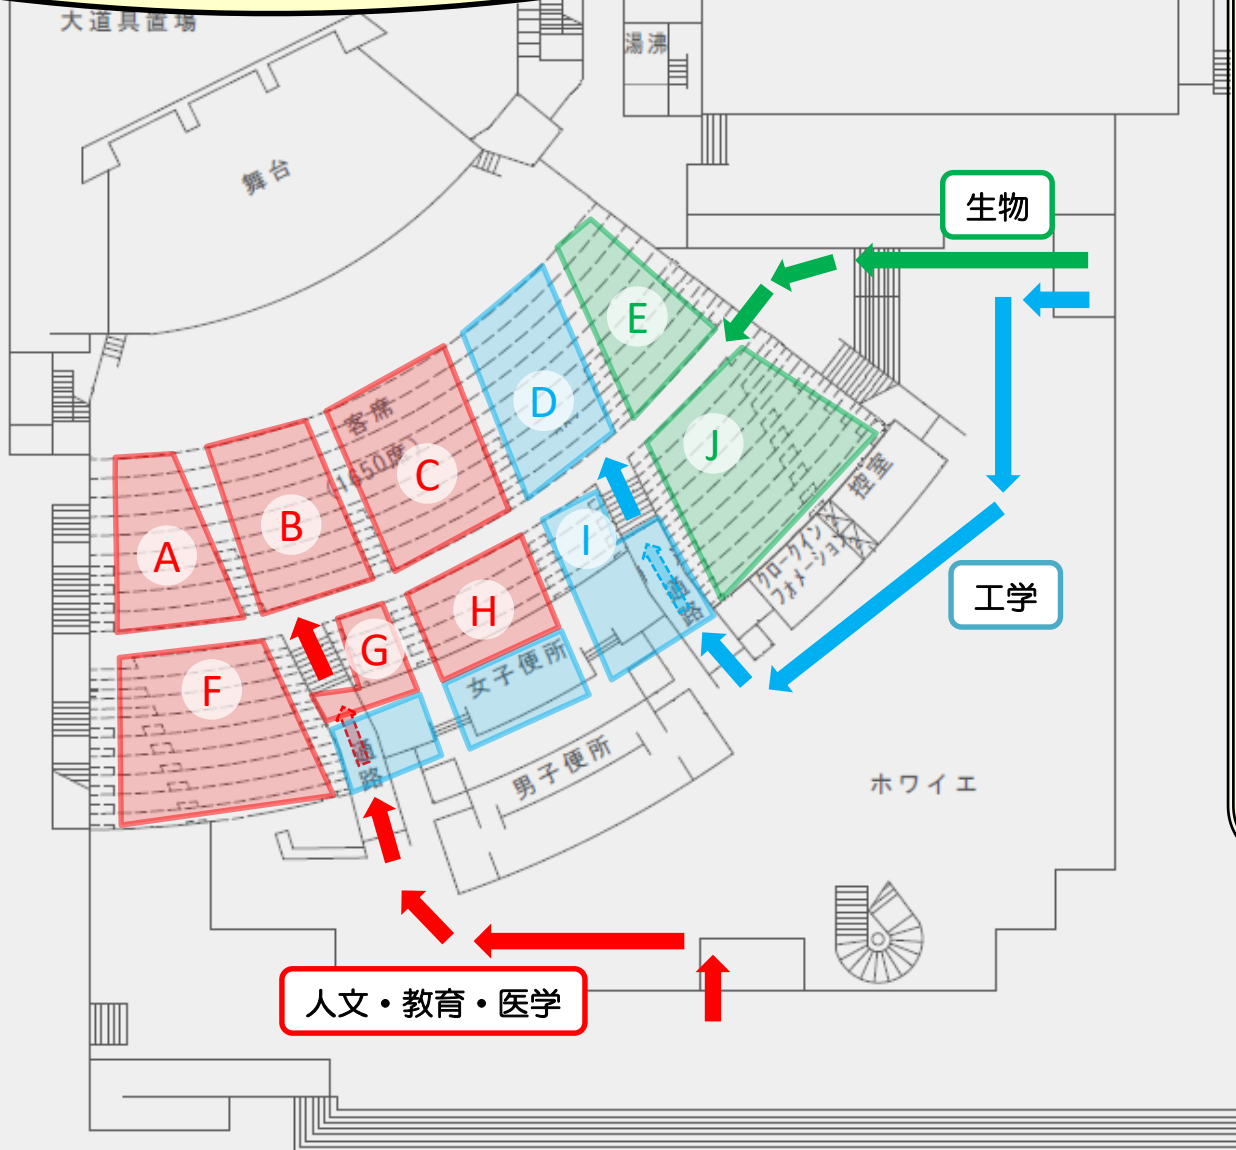 大道具置場
湯沸
舞台
生物
E
D
J
客席
(1650席)
C
B
A
I
控室
クロークイン
フォメーション
工学
H
G
F
通路
女子便所
通路
男子便所
ホワイエ
人文・教育・医学